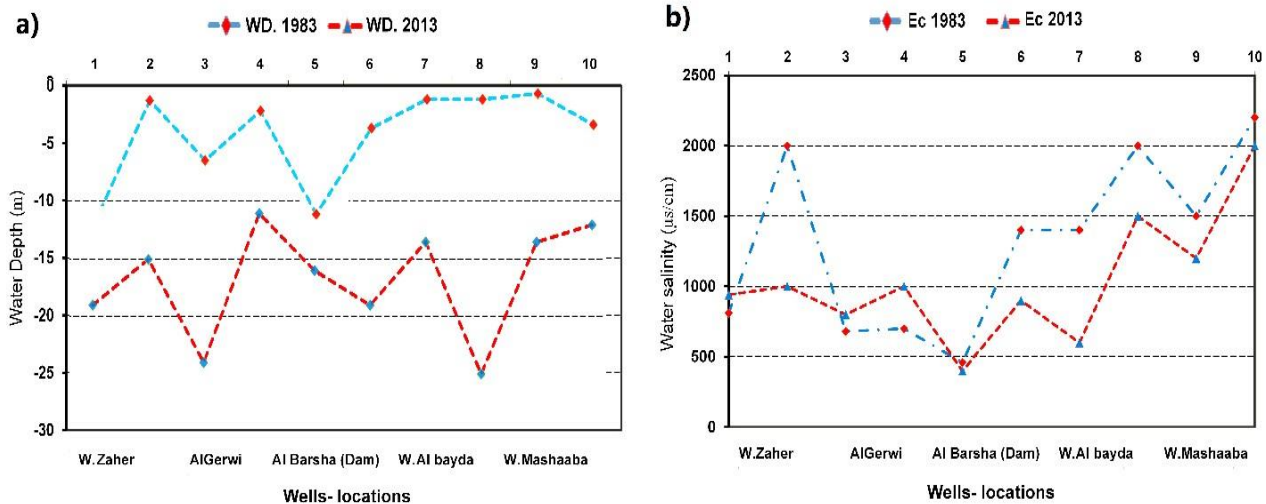 a)
WD. 1983 WD. 2013
1 2 3 4 5 6 7 8 9 10
0
-5
-10
-15
-20
-25
-30
Water Depth (m)
W.Zaher AlGerwi Al Barsha (Dam) W.Al bayda W.Mashaaba
Wells- locations
b)
Ec 1983 Ec 2013
1 2 3 4 5 6 7 8 9 10
2500
2000
1500
1000
500
0
Water salinity (µs/cm)
W.Zaher AlGerwi Al Barsha (Dam) W.Al bayda W.Mashaaba
Wells- locations